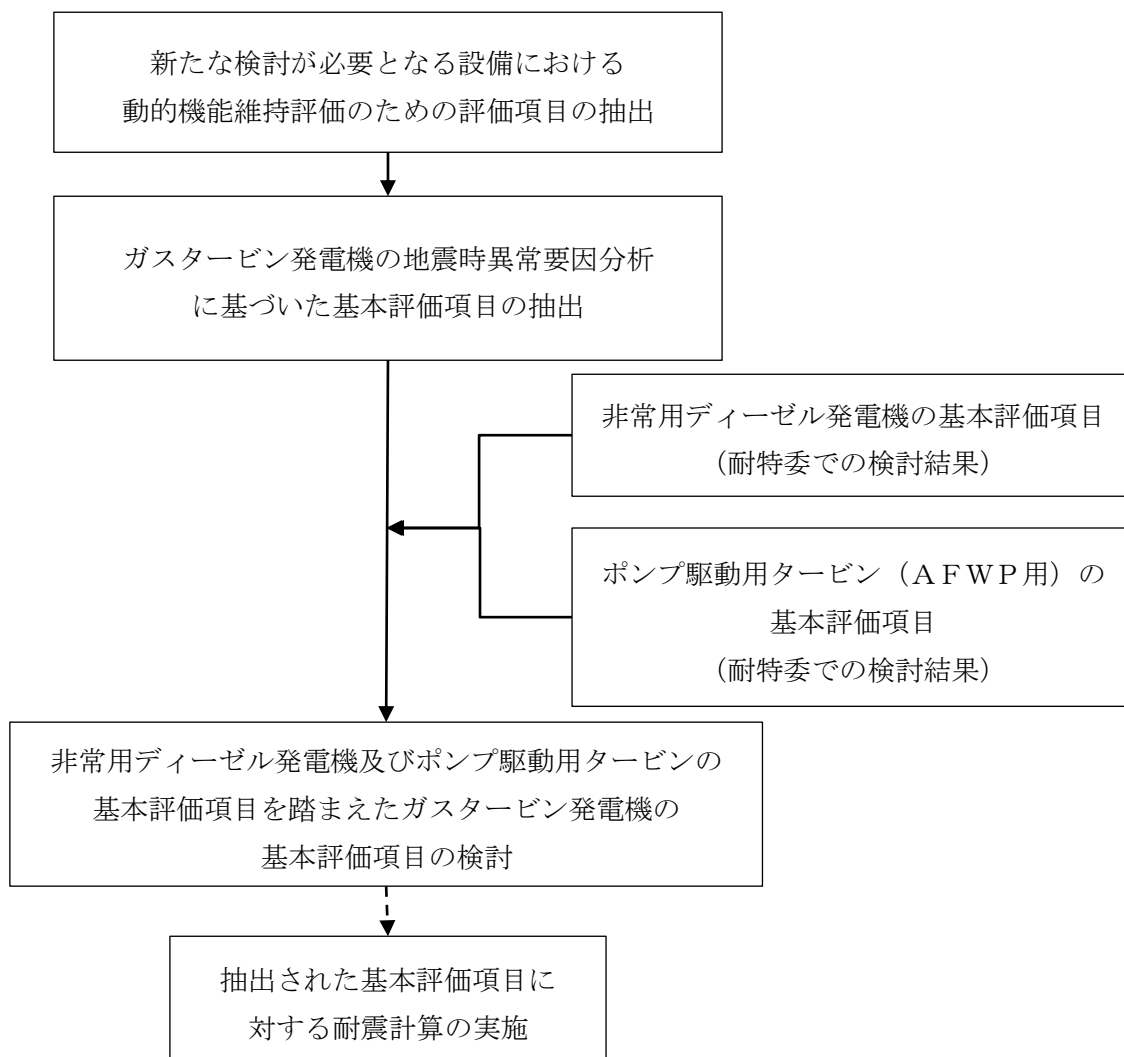 新たな検討が必要となる設備における
動的機能維持評価のための評価項目の抽出
ガスタービン発電機の地震時異常要因分析
に基づいた基本評価項目の抽出
非常用ディーゼル発電機の基本評価項目
（耐特委での検討結果）
ポンプ駆動用タービン（ＡＦＷＰ用）の
基本評価項目
（耐特委での検討結果）
非常用ディーゼル発電機及びポンプ駆動用タービンの
基本評価項目を踏まえたガスタービン発電機の
基本評価項目の検討
抽出された基本評価項目に
対する耐震計算の実施